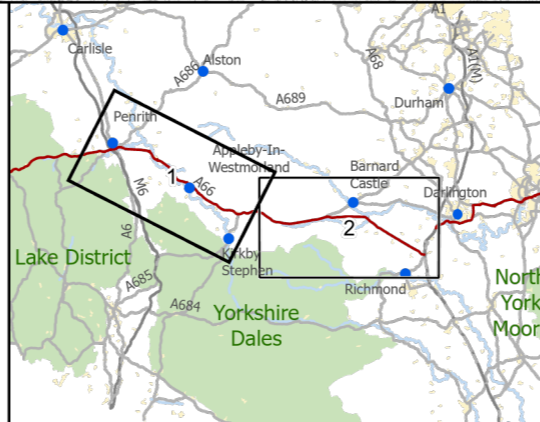 A1
Carlisle
A68
A1(M)
Alston
A686
A689
Durham
Penrith
Appleby-In-
Westmorland
Barnard
Castle
1
A66
Darlington
M6
2
A6
Kirkby
Stephen
Lake District
A685
Richmond
A684
Yorkshire
Dales
North
York
Moor